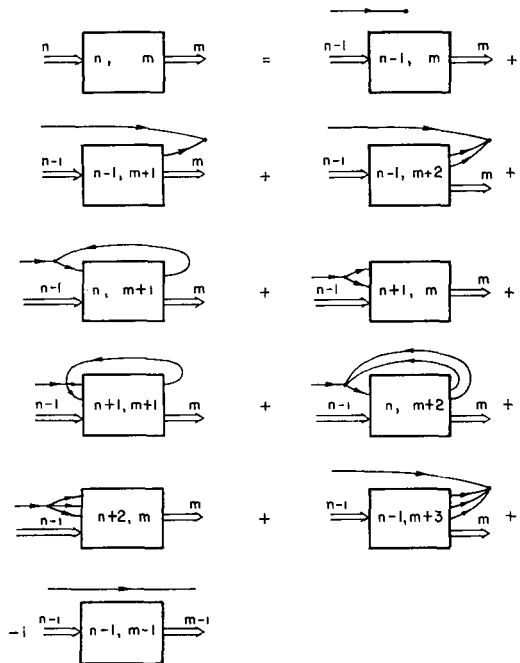 n n, m m = n-1 n-1, m m +
n-1 n-1, m+1 m + n-1 n-1, m+2 m +
n-1 n, m+1 m + n-1 n+1, m m +
n-1 n+1, m+1 m + n-1 n, m+2 m +
n-1 n+2, m m + n-1 n-1, m+3 m +
-i n-1 n-1, m-1 m-1